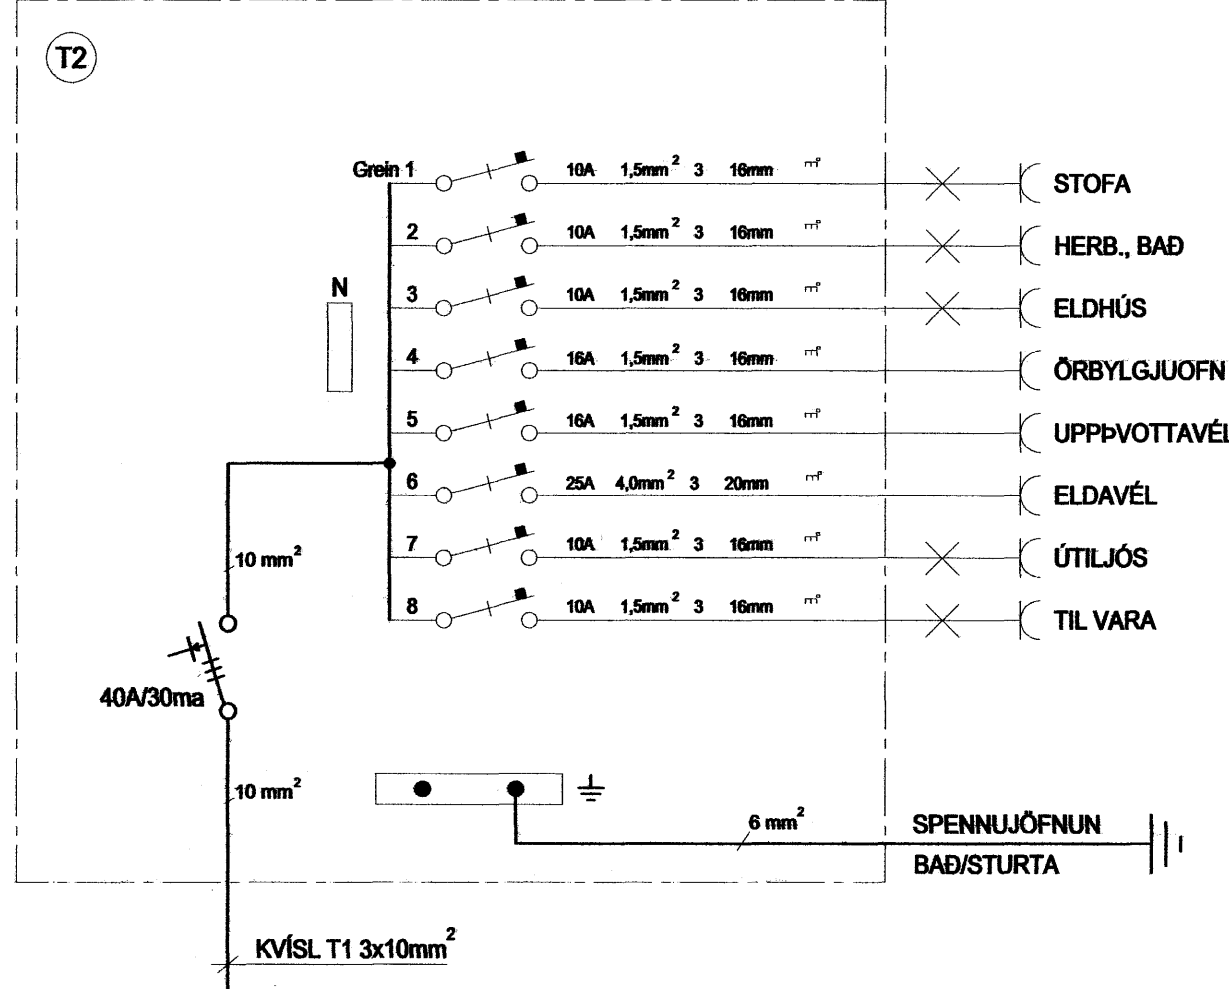 T2
Grein 1 10A 1,5mm² 3 16mm STOFA
2 10A 1,5mm² 3 16mm HERB., BAÐ
N
3 10A 1,5mm² 3 16mm ELDHÚS
4 16A 1,5mm² 3 16mm ÖRBYLGJUOFN
5 16A 1,5mm² 3 16mm UPPÞVOTTAVÉL
6 25A 4,0mm² 3 20mm ELDAVÉL
7 10A 1,5mm² 3 16mm ÚTILJÓS
8 10A 1,5mm² 3 16mm TIL VARA
10 mm²
40A/30ma
10 mm²
6 mm²
SPENNUJÖFNUN
BAÐ/STURTA
KVÍSL T1 3x10mm²